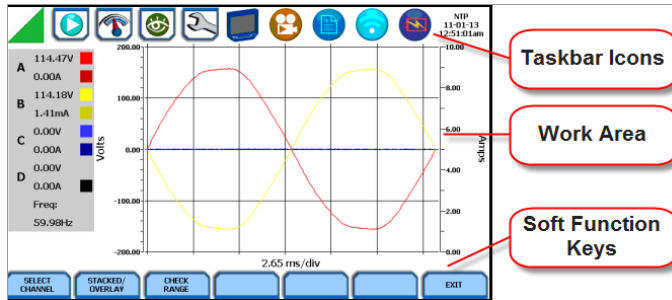 NTP
11-01-13
12:51:01am
Taskbar Icons
A 114.47V
0.00A
B 114.18V
1.41mA
C 0.00V
0.00A
D 0.00V
0.00A
Freq:
59.98Hz
200.00
100.00
0.00
-100.00
-200.00
Volts
10.00
8.00
6.00
4.00
2.00
0.00
Amps
2.65 ms/div
Work Area
Soft Function
Keys
SELECT
CHANNEL
STACKED/
OVERLAY
CHECK
RANGE
EXIT